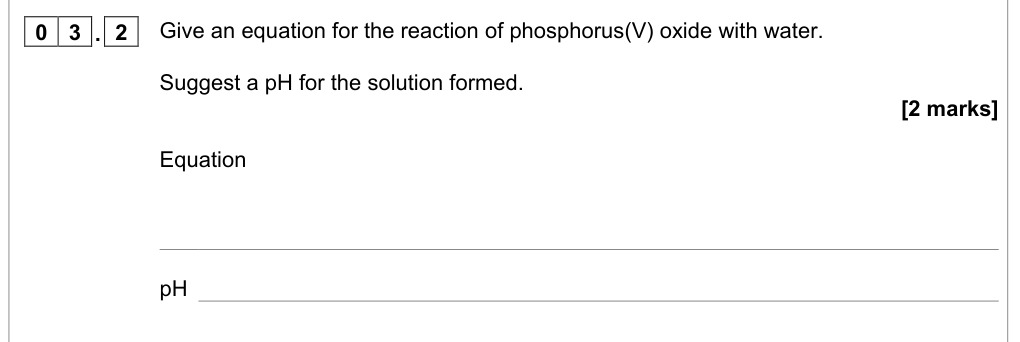 0 3 . 2 Give an equation for the reaction of phosphorus(V) oxide with water.
Suggest a pH for the solution formed.
[2 marks]
Equation
pH